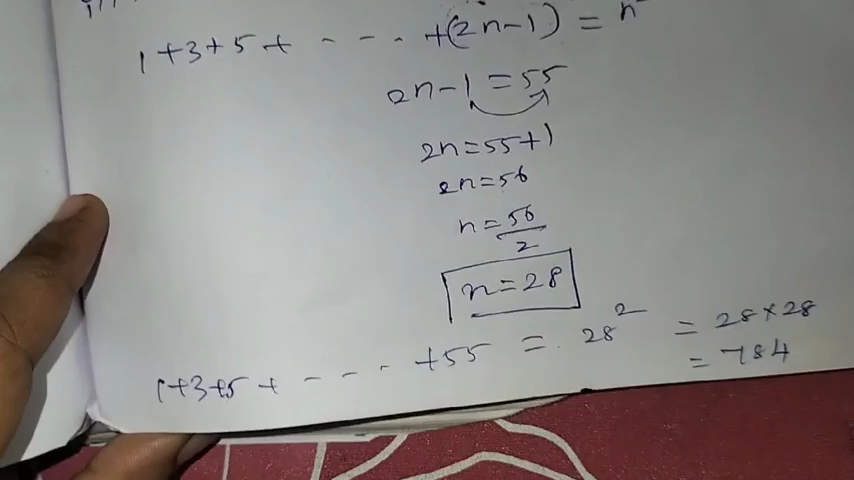 1+3+5+ - - - . +(2n-1) = n
2n-1 = 55
2n = 55+1
2n = 56
n = 56/2
n = 28
1+3+5+ - - - . +55 = 28² = 28×28
= 784